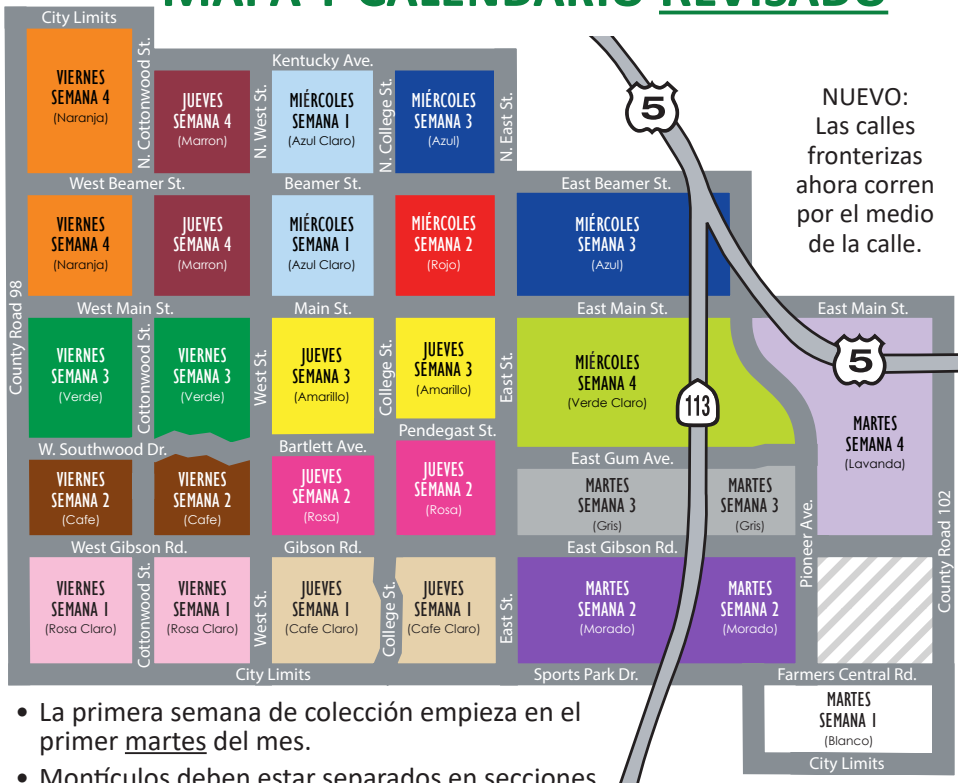 MAPA Y CALENDARIO REVISADO
City Limits
N. Cottonwood St.
Kentucky Ave.
N. West St.
N. College St.
N. East St.
VIERNES
SEMANA 4
(Naranja)
JUEVES
SEMANA 4
(Marron)
MIÉRCOLES
SEMANA 1
(Azul Claro)
MIÉRCOLES
SEMANA 3
(Azul)
5
NUEVO:
Las calles
fronterizas
ahora corren
por el medio
de la calle.
West Beamer St.
Beamer St.
East Beamer St.
VIERNES
SEMANA 4
(Naranja)
JUEVES
SEMANA 4
(Marron)
MIÉRCOLES
SEMANA 1
(Azul Claro)
MIÉRCOLES
SEMANA 2
(Rojo)
MIÉRCOLES
SEMANA 3
(Azul)
County Road 98
West Main St.
Main St.
East Main St.
East Main St.
VIERNES
SEMANA 3
(Verde)
Cottonwood St.
VIERNES
SEMANA 3
(Verde)
West St.
JUEVES
SEMANA 3
(Amarillo)
College St.
JUEVES
SEMANA 3
(Amarillo)
East St.
MIÉRCOLES
SEMANA 4
(Verde Claro)
113
5
MARTES
SEMANA 4
(Lavanda)
W. Southwood Dr.
Bartlett Ave.
Pendegast St.
East Gum Ave.
VIERNES
SEMANA 2
(Cafe)
VIERNES
SEMANA 2
(Cafe)
JUEVES
SEMANA 2
(Rosa)
JUEVES
SEMANA 2
(Rosa)
MARTES
SEMANA 3
(Gris)
MARTES
SEMANA 3
(Gris)
Pioneer Ave.
County Road 102
West Gibson Rd.
Gibson Rd.
East Gibson Rd.
VIERNES
SEMANA 1
(Rosa Claro)
Cottonwood St.
VIERNES
SEMANA 1
(Rosa Claro)
West St.
JUEVES
SEMANA 1
(Cafe Claro)
College St.
JUEVES
SEMANA 1
(Cafe Claro)
East St.
MARTES
SEMANA 2
(Morado)
MARTES
SEMANA 2
(Morado)
City Limits
Sports Park Dr.
Farmers Central Rd.
MARTES
SEMANA 1
(Blanco)
City Limits
• La primera semana de colección empieza en el
primer martes del mes.
• Montículos deben estar separados en secciones